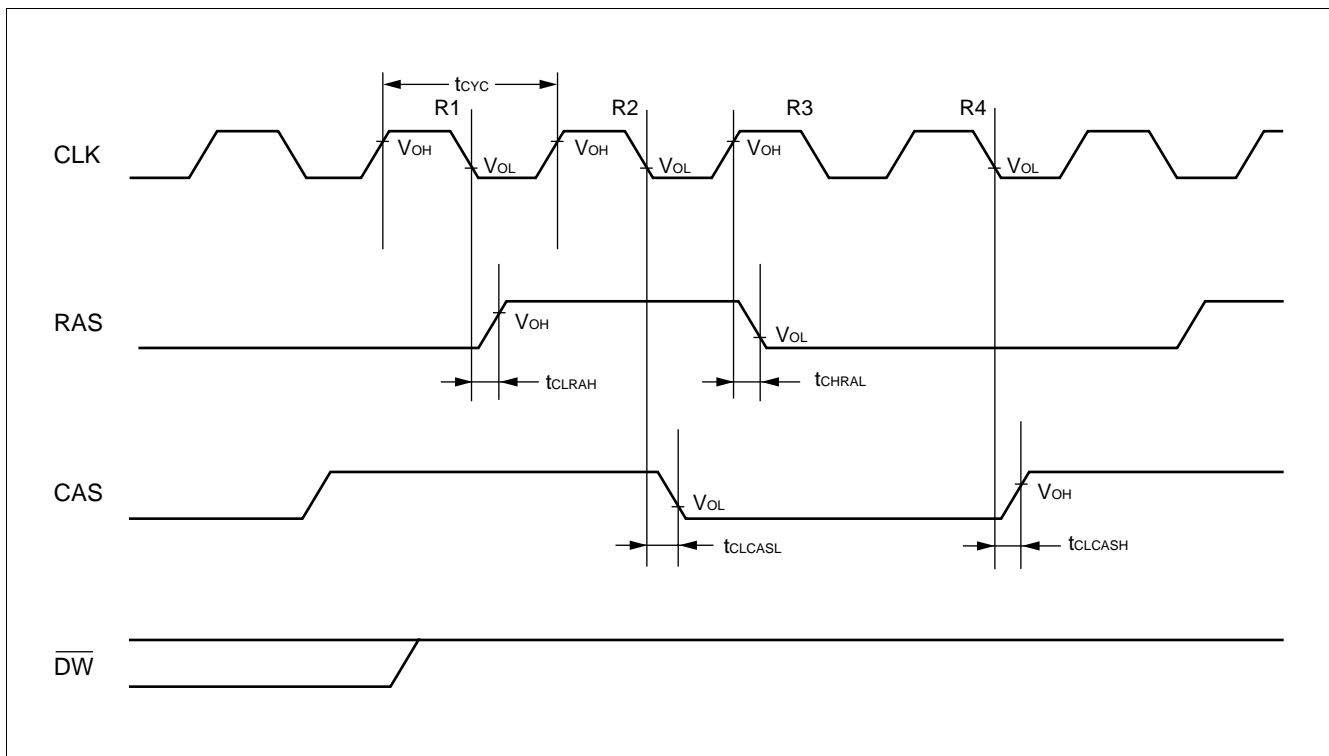 tCYC
R1 R2 R3 R4
CLK VOH VOL VOH VOL VOH VOL
RAS VOH VOL
tCLRAH tCHRAL
CAS VOL VOH
tCLCASL tCLCASH
DW